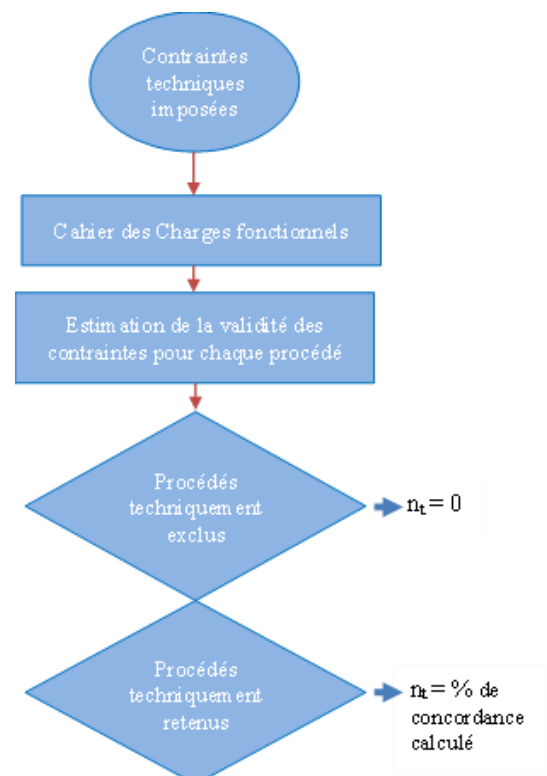 Contraintes
techniques
imposées
Cahier des Charges fonctionnels
Estimation de la validité des
contraintes pour chaque procédé
Procédés
techniquement
exclus
nt = 0
Procédés
techniquement
retenus
nt = % de
concordance
calculé